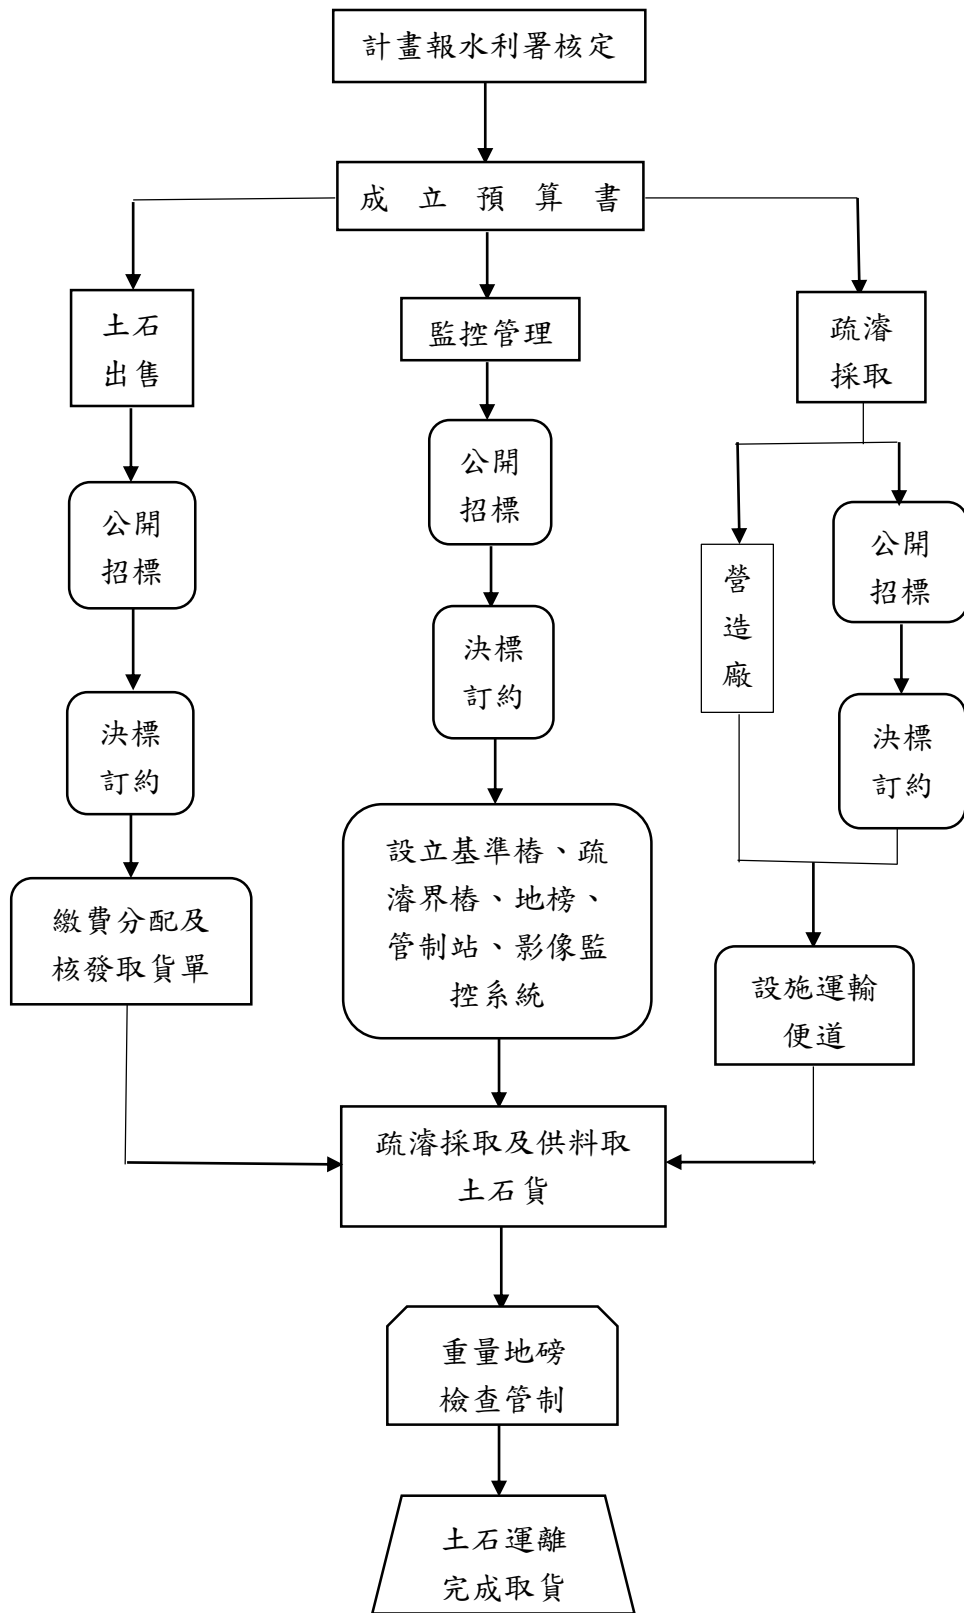 計畫報水利署核定
成立預算書
土石
出售
監控管理
疏濬
採取
公開
招標
公開
招標
營
造
廠
公開
招標
決標
訂約
決標
訂約
決標
訂約
繳費分配及
核發取貨單
設立基準樁、疏
濬界樁、地榜、
管制站、影像監
控系統
設施運輸
便道
疏濬採取及供料取
土石貨
重量地磅
檢查管制
土石運離
完成取貨